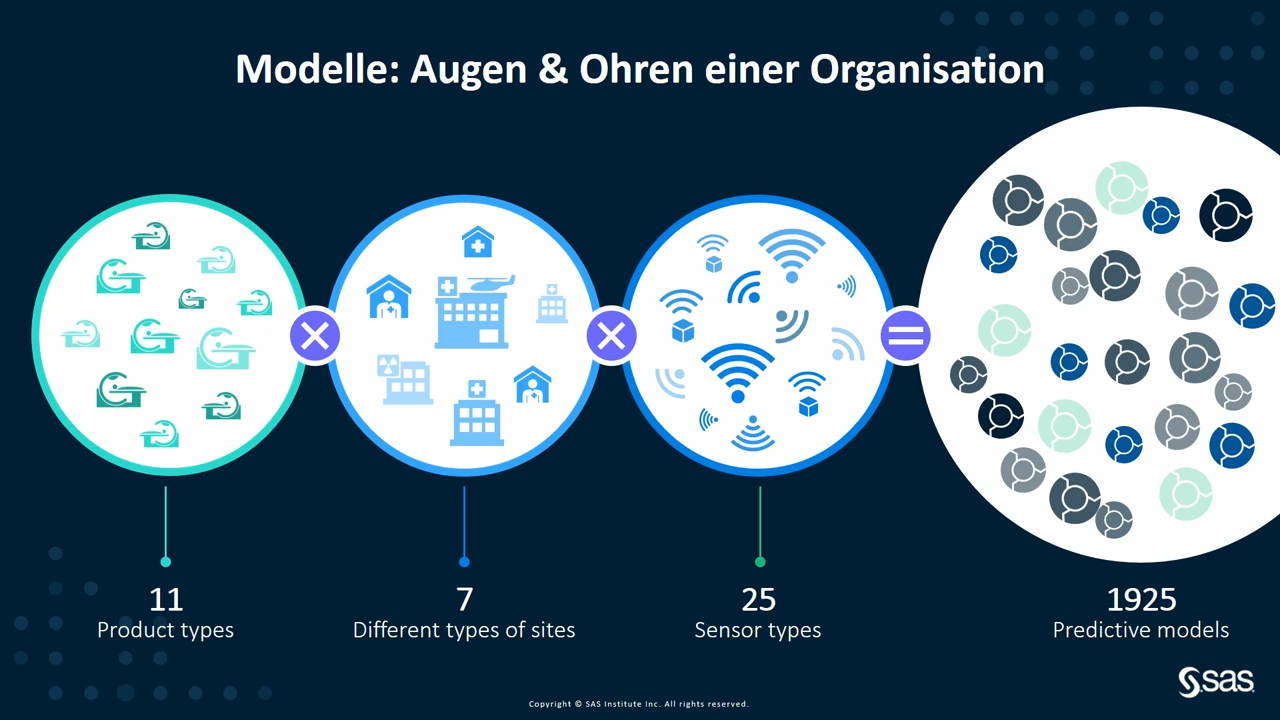 Modelle: Augen & Ohren einer Organisation
11
Product types
7
Different types of sites
25
Sensor types
1925
Predictive models
sas
Copyright © SAS Institute Inc. All rights reserved.